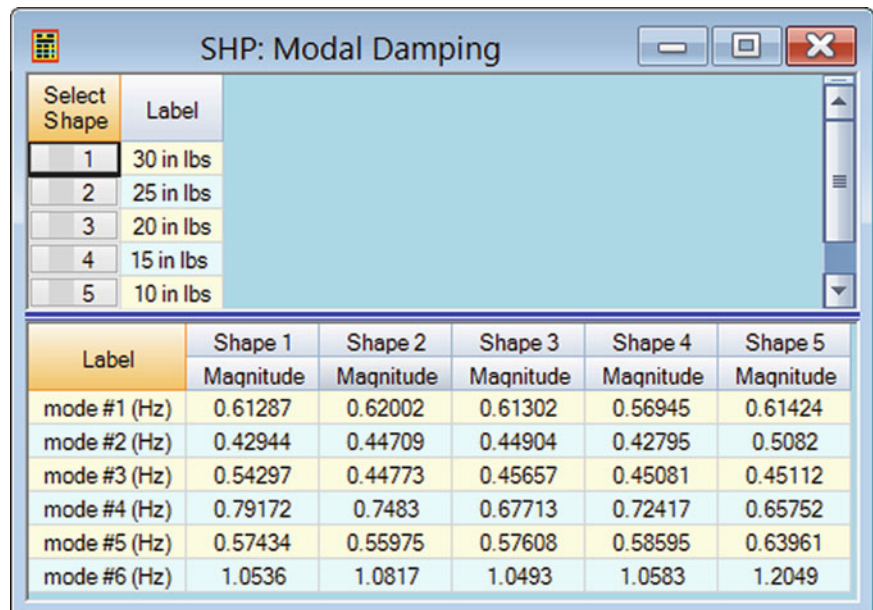 SHP: Modal Damping
Select Shape Label
1 30 in lbs
2 25 in lbs
3 20 in lbs
4 15 in lbs
5 10 in lbs
Label Shape 1 Shape 2 Shape 3 Shape 4 Shape 5
Magnitude Magnitude Magnitude Magnitude Magnitude
mode #1 (Hz) 0.61287 0.62002 0.61302 0.56945 0.61424
mode #2 (Hz) 0.42944 0.44709 0.44904 0.42795 0.5082
mode #3 (Hz) 0.54297 0.44773 0.45657 0.45081 0.45112
mode #4 (Hz) 0.79172 0.7483 0.67713 0.72417 0.65752
mode #5 (Hz) 0.57434 0.55975 0.57608 0.58595 0.63961
mode #6 (Hz) 1.0536 1.0817 1.0493 1.0583 1.2049